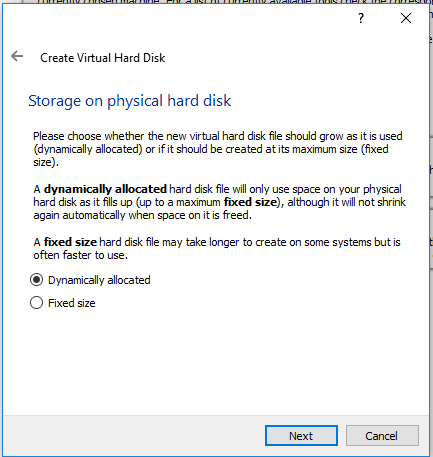 currently chosen machine. For a list of currently available tools check the corresp
?
Create Virtual Hard Disk
Storage on physical hard disk
Please choose whether the new virtual hard disk file should grow as it is used
(dynamically allocated) or if it should be created at its maximum size (fixed
size).
A dynamically allocated hard disk file will only use space on your physical
hard disk as it fills up (up to a maximum fixed size), although it will not shrink
again automatically when space on it is freed.
A fixed size hard disk file may take longer to create on some systems but is
often faster to use.
Dynamically allocated
Fixed size
Next
Cancel